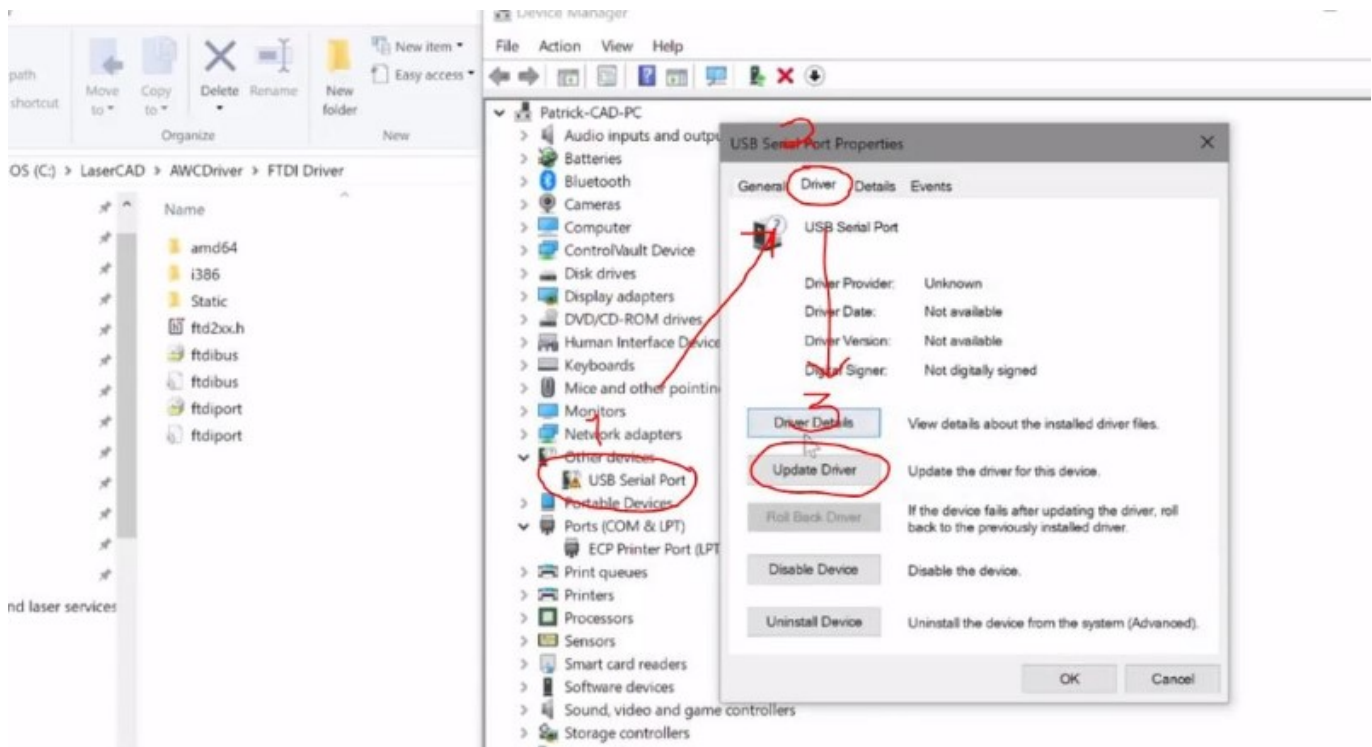 Device Manager
File Action View Help
New item
Easy access
path
shortcut
Move to
Copy to
Delete
Rename
New folder
Organize
New
OS (C:) > LaserCAD > AWCDriver > FTDI Driver
Name
amd64
i386
Static
ftd2xx.h
ftdibus
ftdibus
ftdiport
ftdiport
nd laser services
Patrick-CAD-PC
Audio inputs and outpu
Batteries
Bluetooth
Cameras
Computer
ControlVault Device
Disk drives
Display adapters
DVD/CD-ROM drives
Human Interface Device
Keyboards
Mice and other pointin
Monitors
Network adapters
1
Other devices
USB Serial Port
Portable Devices
Ports (COM & LPT)
ECP Printer Port (LPT
Print queues
Printers
Processors
Sensors
Smart card readers
Software devices
Sound, video and game controllers
Storage controllers
2
USB Serial Port Properties
General Driver Details Events
USB Serial Port
Driver Provider: Unknown
Driver Date: Not available
Driver Version: Not available
Digital Signer: Not digitally signed
3
Driver Details View details about the installed driver files.
Update Driver Update the driver for this device.
Roll Back Driver If the device fails after updating the driver, roll
back to the previously installed driver.
Disable Device Disable the device.
Uninstall Device Uninstall the device from the system (Advanced).
OK Cancel